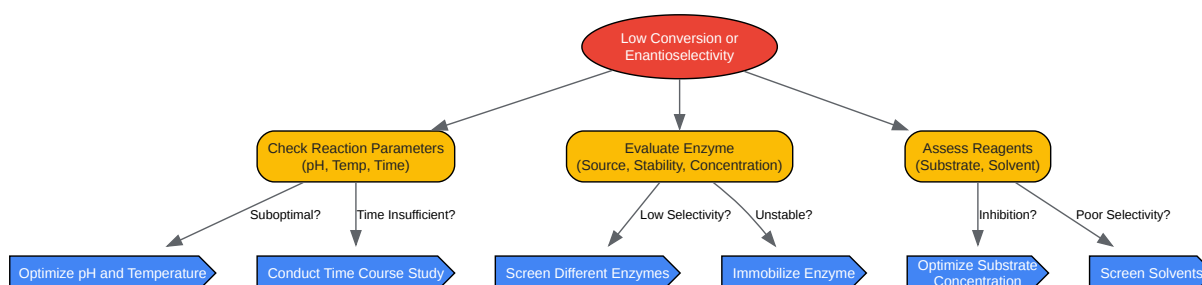 Low Conversion or
Enantioselectivity
Check Reaction Parameters
(pH, Temp, Time)
Evaluate Enzyme
(Source, Stability, Concentration)
Assess Reagents
(Substrate, Solvent)
Suboptimal?
Time Insufficient?
Low Selectivity?
Unstable?
Inhibition?
Poor Selectivity?
Optimize pH and Temperature
Conduct Time Course Study
Screen Different Enzymes
Immobilize Enzyme
Optimize Substrate
Concentration
Screen Solvents